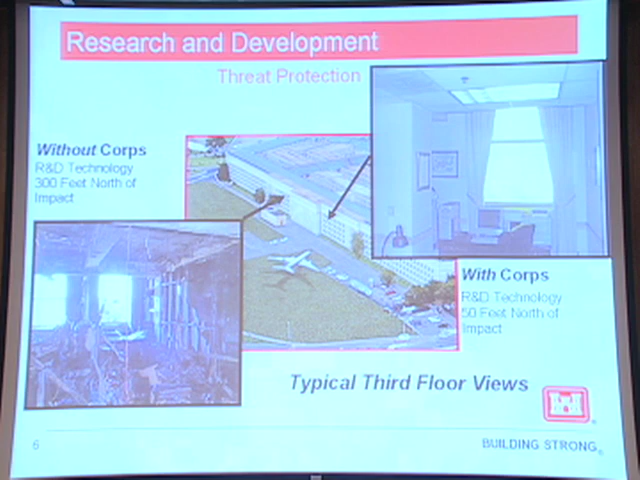 Research and Development
Threat Protection
Without Corps
R&D Technology
300 Feet North of
Impact
With Corps
R&D Technology
50 Feet North of
Impact
Typical Third Floor Views
6
BUILDING STRONG®